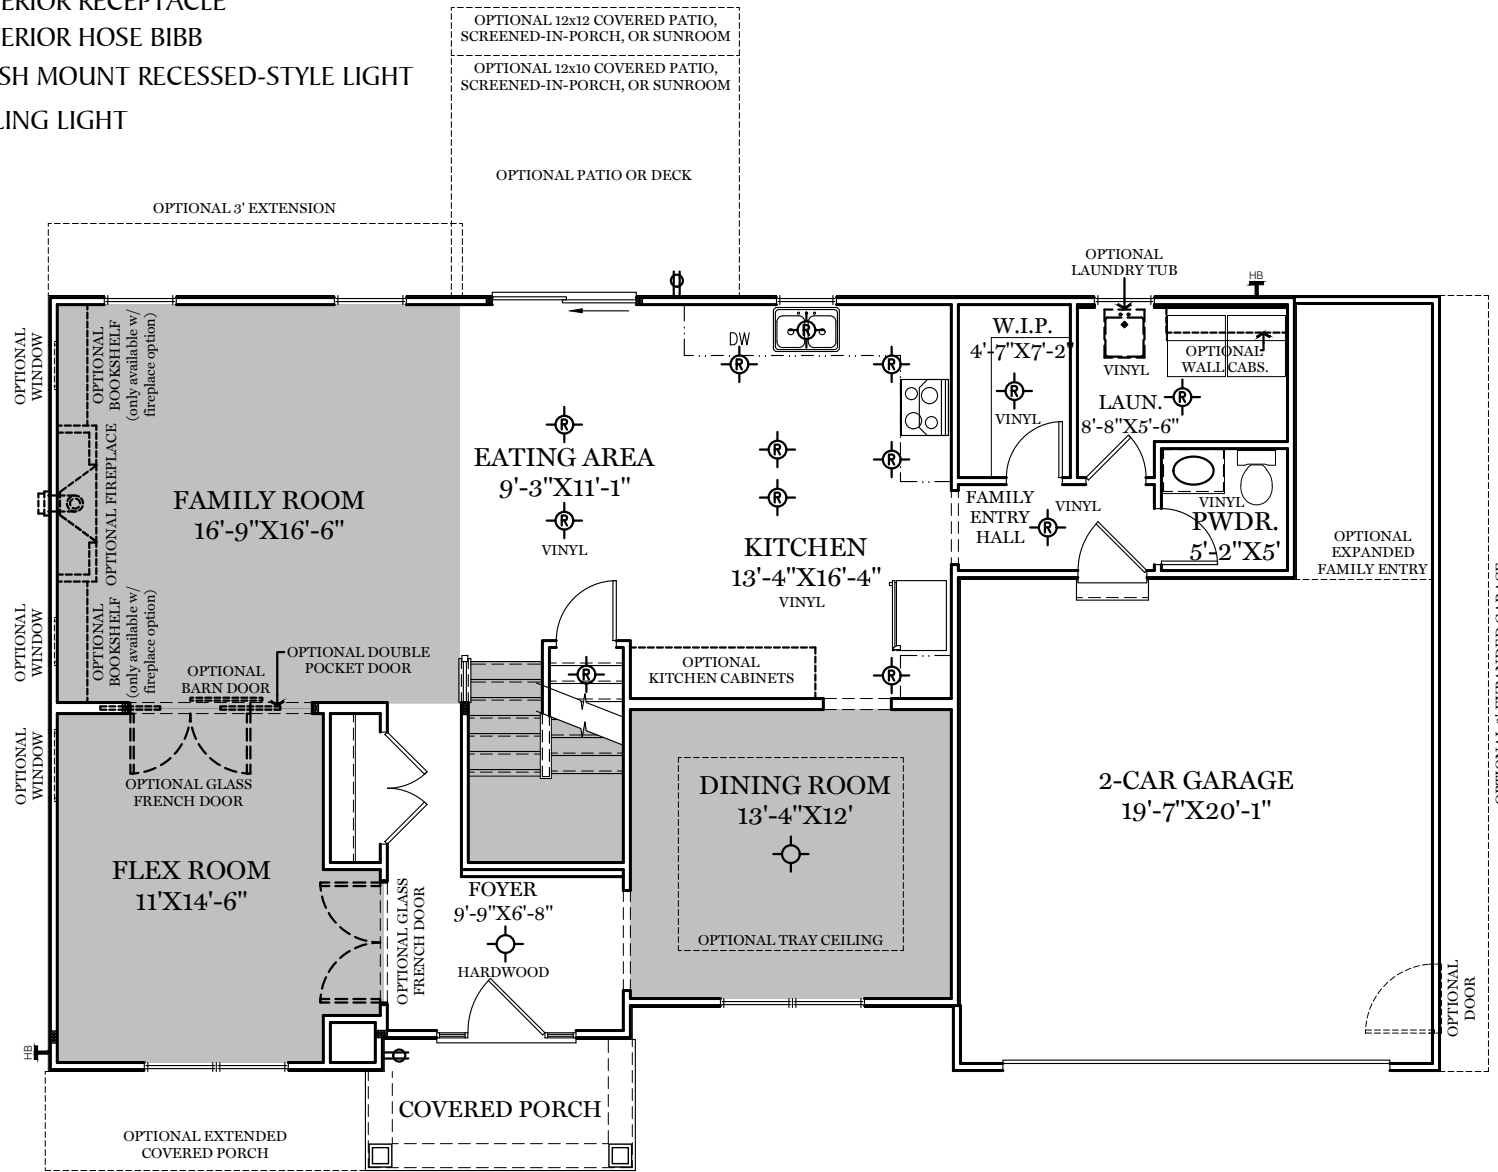 ERIOR RECEPTACLE
ERIOR HOSE BIBB
SH MOUNT RECESSED-STYLE LIGHT
LING LIGHT
OPTIONAL 12x12 COVERED PATIO,
SCREENED-IN-PORCH, OR SUNROOM
OPTIONAL 12x10 COVERED PATIO,
SCREENED-IN-PORCH, OR SUNROOM
OPTIONAL PATIO OR DECK
OPTIONAL 3' EXTENSION
OPTIONAL
LAUNDRY TUB
HB
OPTIONAL
WINDOW
OPTIONAL
BOOKSHELF
(only available w/
fireplace option)
DW
R
R
R
W.I.P.
4'-7"X7'-2"
R
VINYL
VINYL
OPTIONAL
WALL CABS.
LAUN.
8'-8"X5'-6"
R
OPTIONAL FIREPLACE
FAMILY ROOM
16'-9"X16'-6"
R
EATING AREA
9'-3"X11'-1"
R
VINYL
R
R
R
KITCHEN
13'-4"X16'-4"
VINYL
FAMILY
ENTRY
HALL
R
VINYL
VINYL
PWDR.
5'-2"X5'
OPTIONAL
EXPANDED
FAMILY ENTRY
OPTIONAL
WINDOW
OPTIONAL
BOOKSHELF
(only available w/
fireplace option)
OPTIONAL
BARN DOOR
OPTIONAL DOUBLE
POCKET DOOR
R
OPTIONAL
KITCHEN CABINETS
R
OPTIONAL
WINDOW
OPTIONAL GLASS
FRENCH DOOR
FLEX ROOM
11'X14'-6"
OPTIONAL GLASS
FRENCH DOOR
FOYER
9'-9"X6'-8"
HARDWOOD
DINING ROOM
13'-4"X12'
OPTIONAL TRAY CEILING
2-CAR GARAGE
19'-7"X20'-1"
OPTIONAL
DOOR
HB
COVERED PORCH
OPTIONAL EXTENDED
COVERED PORCH